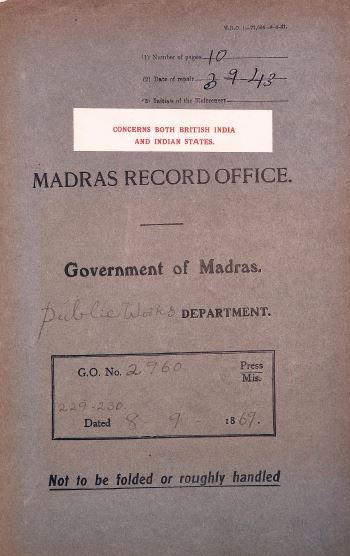 (1) Number of pages 10
(2) Date of repair 3-9-43
(3) Initials of the Referencer
CONCERNS BOTH BRITISH INDIA
AND INDIAN STATES.
MADRAS RECORD OFFICE.
Government of Madras.
Public Works DEPARTMENT.
G.O. No. 2960 Press
Mis.
229-230
Dated 8-9-1869.
Not to be folded or roughly handled